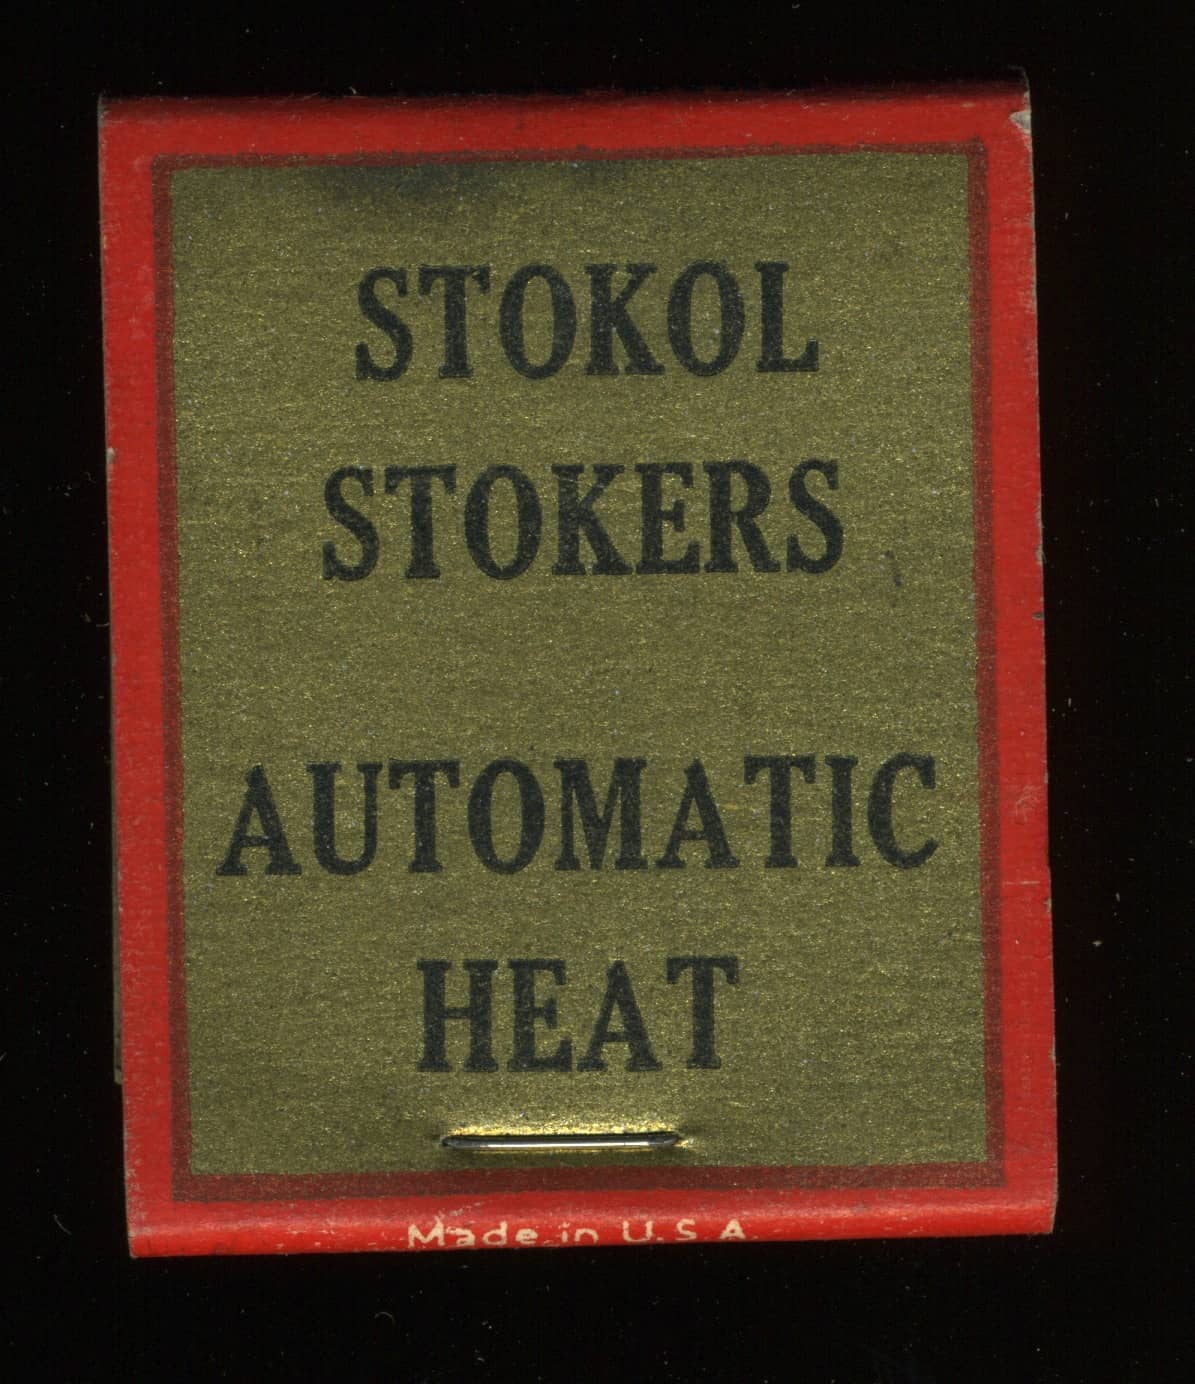 STOKOL
STOKERS
AUTOMATIC
HEAT
Made in U.S.A.